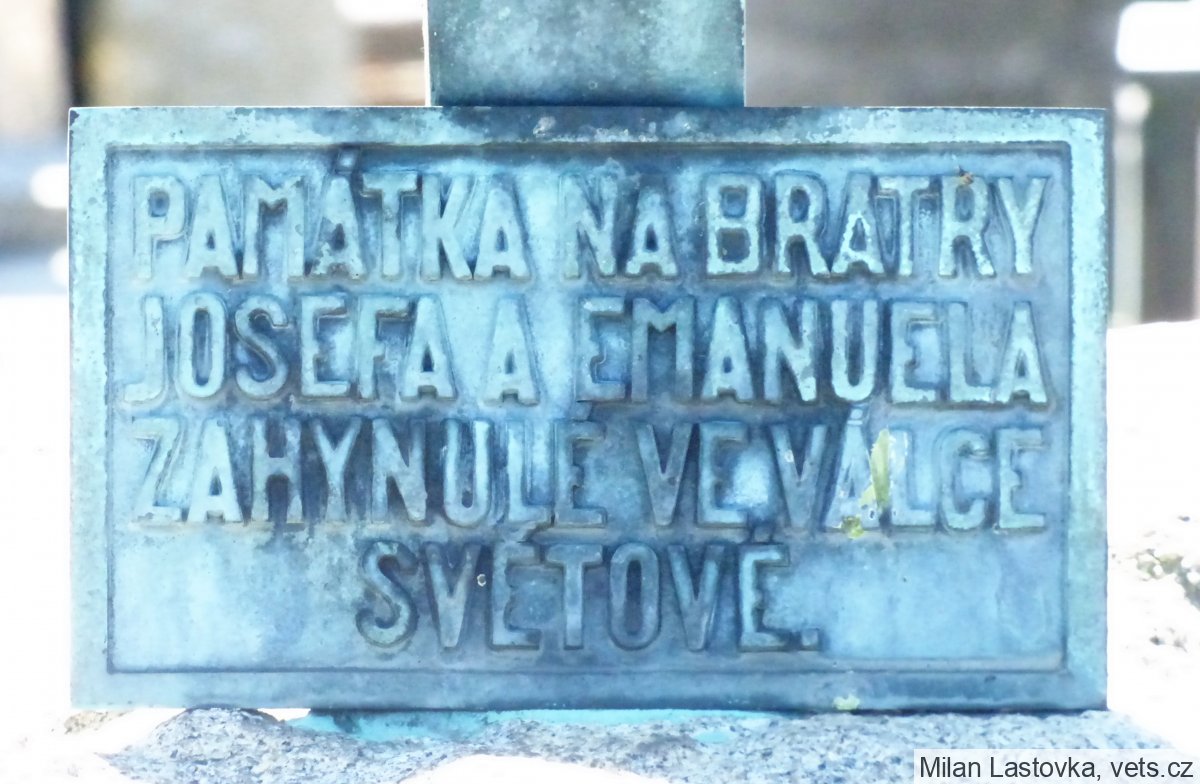 PAMÁTKA NA BRATRY
JOSEFA A EMANUELA
ZAHYNULÉ VE VÁLCE
SVĚTOVÉ.
Milan Lastovka, vets.cz